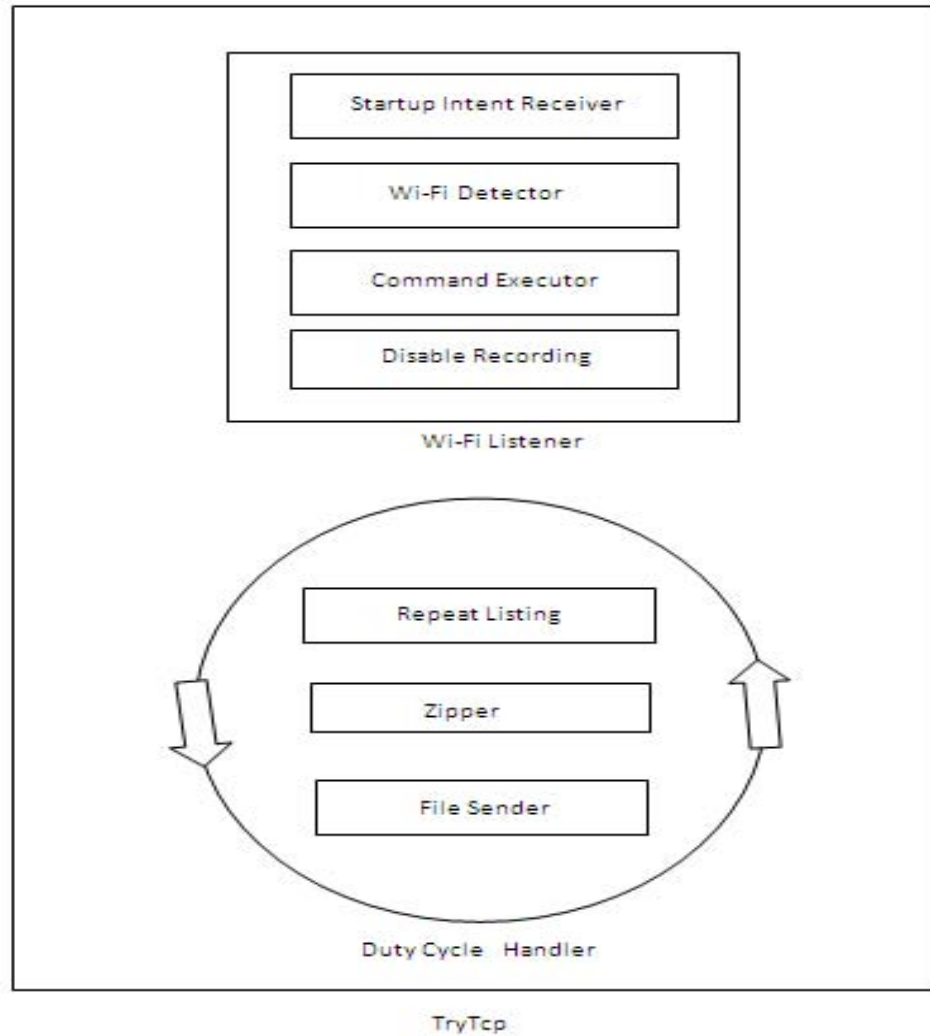 Startup Intent Receiver
Wi-Fi Detector
Command Executor
Disable Recording
Wi-Fi Listener
Repeat Listing
Zipper
File Sender
Duty Cycle Handler
TryTcp